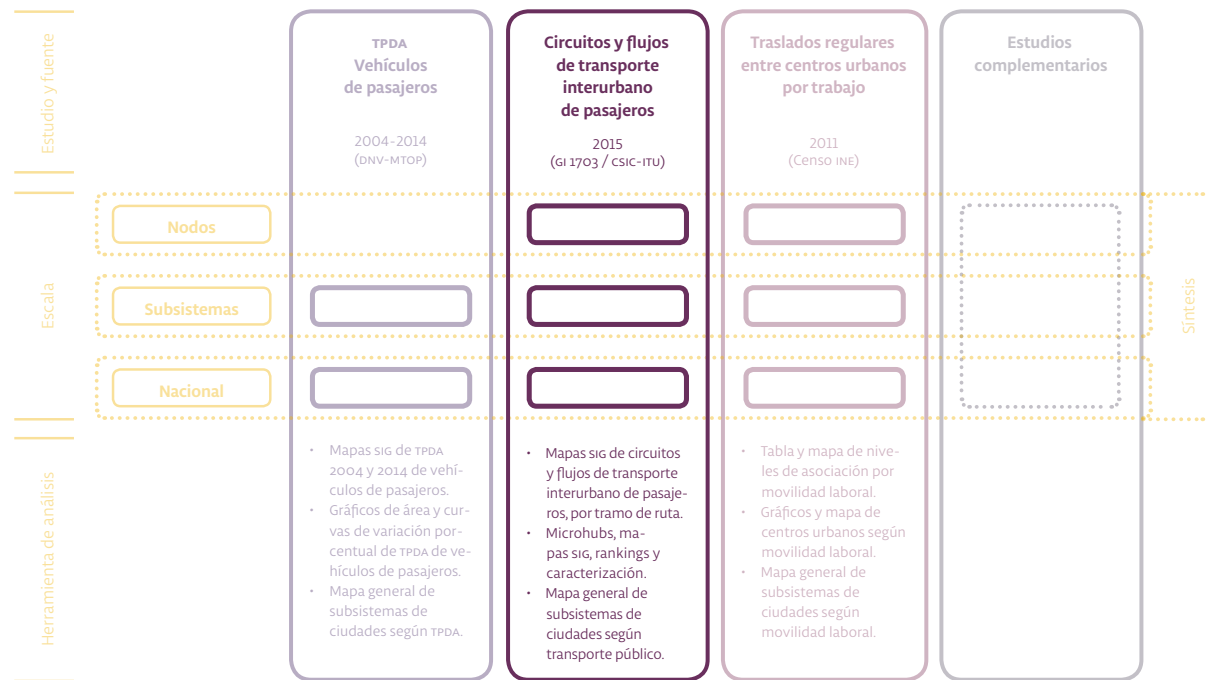 Estudio y fuente
TPDA
Vehículos
de pasajeros
2004-2014
(DNV-MTOP)
Circuitos y flujos
de transporte
interurbano
de pasajeros
2015
(GI 1703 / CSIC-ITU)
Traslados regulares
entre centros urbanos
por trabajo
2011
(Censo INE)
Estudios
complementarios
Escala
Nodos
Subsistemas
Nacional
Síntesis
Herramienta de análisis
• Mapas SIG de TPDA
2004 y 2014 de vehí-
culos de pasajeros.
• Gráficos de área y cur-
vas de variación por-
centual de TPDA de ve-
hículos de pasajeros.
• Mapa general de
subsistemas de
ciudades según TPDA.
• Mapas SIG de circuitos
y flujos de transporte
interurbano de pasaje-
ros, por tramo de ruta.
• Microhubs, ma-
pas SIG, rankings y
caracterización.
• Mapa general de
subsistemas de
ciudades según
transporte público.
• Tabla y mapa de nive-
les de asociación por
movilidad laboral.
• Gráficos y mapa de
centros urbanos según
movilidad laboral.
• Mapa general de
subsistemas de
ciudades según
movilidad laboral.